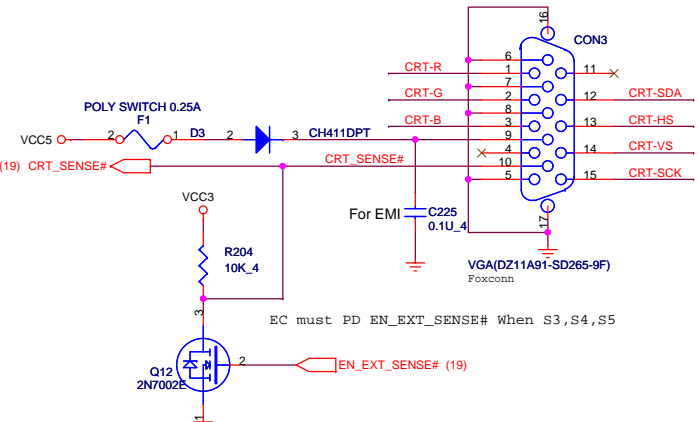 16
CON3
6
CRT-R 1 11
7
CRT-G 2 12 CRT-SDA
POLY SWITCH 0.25A
F1
8
CRT-B 3 13 CRT-HS
VCC5 2 1 D3 2 3 CH411DPT 9
4 14 CRT-VS
(19) CRT_SENSE# CRT_SENSE# 10
5 15 CRT-SCK
VCC3
For EMI C225
0.1U_4
17
R204
10K_4
VGA(DZ11A91-SD265-9F)
Foxconn
3
EC must PD EN_EXT_SENSE# When S3,S4,S5
Q12
2N7002E
2 EN_EXT_SENSE# (19)
1